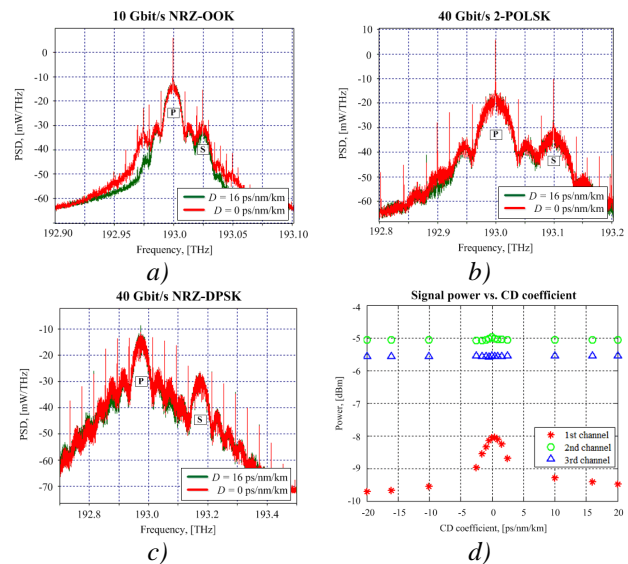 10 Gbit/s NRZ-OOK
PSD, [mW/THz]
0
-10
-20
-30
-40
-50
-60
P
S
D = 16 ps/nm/km
D = 0 ps/nm/km
192.90
192.95
193.0
193.05
193.10
Frequency, [THz]
a)
40 Gbit/s 2-POLSK
PSD, [mW/THz]
0
-10
-20
-30
-40
-50
-60
P
S
D = 16 ps/nm/km
D = 0 ps/nm/km
192.8
192.9
193.0
193.1
193.2
Frequency, [THz]
b)
40 Gbit/s NRZ-DPSK
PSD, [mW/THz]
-10
-20
-30
-40
-50
-60
-70
P
S
D = 16 ps/nm/km
D = 0 ps/nm/km
192.8
193.0
193.2
193.4
Frequency, [THz]
c)
Signal power vs. CD coefficient
Power, [dBm]
-4
-5
-6
-7
-8
-9
-10
1st channel
2nd channel
3rd channel
-20
-15
-10
-5
0
5
10
15
20
CD coefficient, [ps/nm/km]
d)